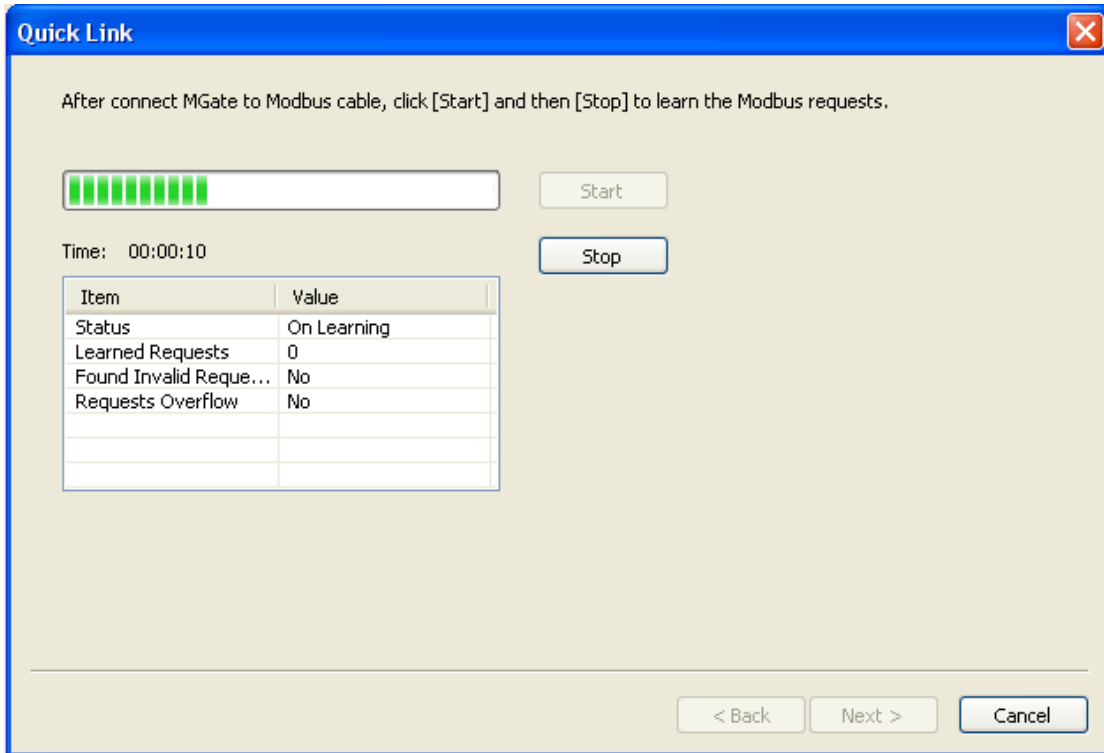 Quick Link
After connect MGate to Modbus cable, click [Start] and then [Stop] to learn the Modbus requests.
Start
Time: 00:00:10
Stop
Item Value
Status On Learning
Learned Requests 0
Found Invalid Reque... No
Requests Overflow No
< Back Next > Cancel